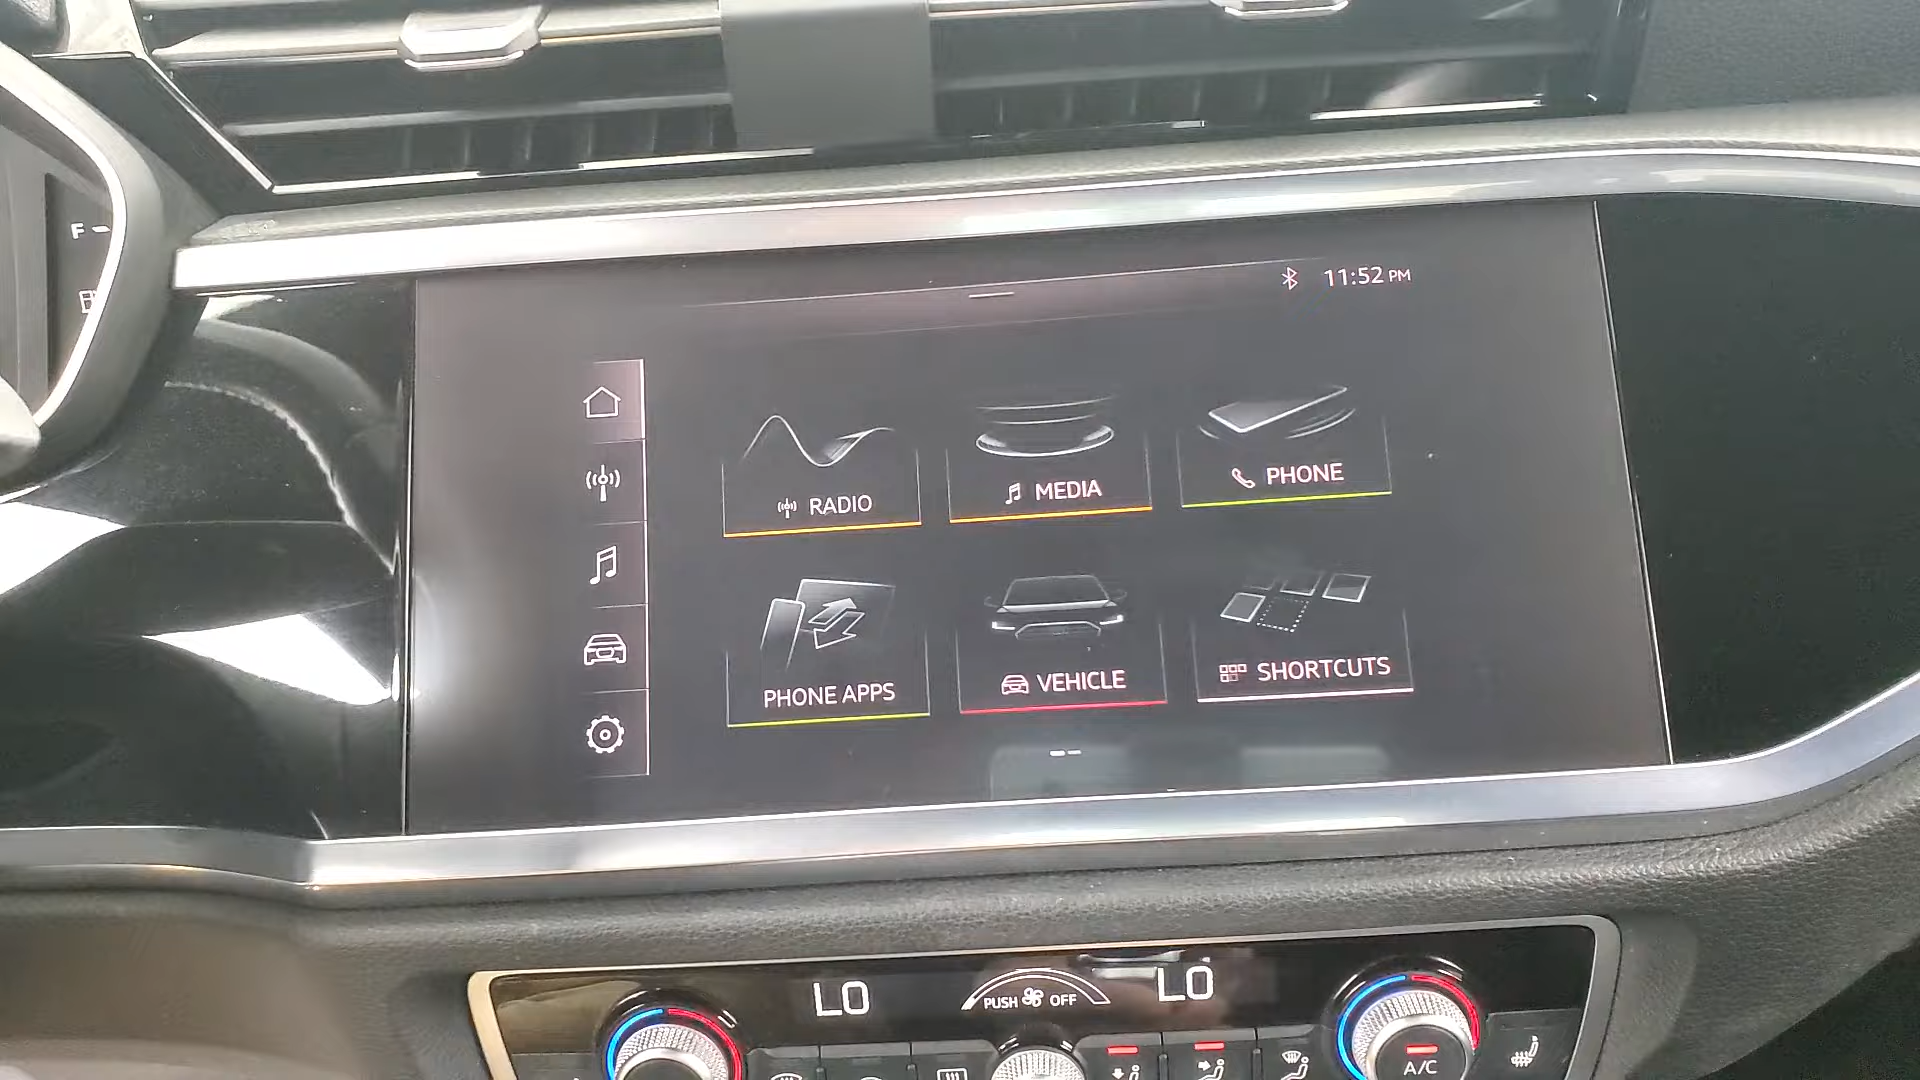 F
11:52 PM
RADIO
MEDIA
PHONE
PHONE APPS
VEHICLE
SHORTCUTS
LO
PUSH OFF
LO
A/C